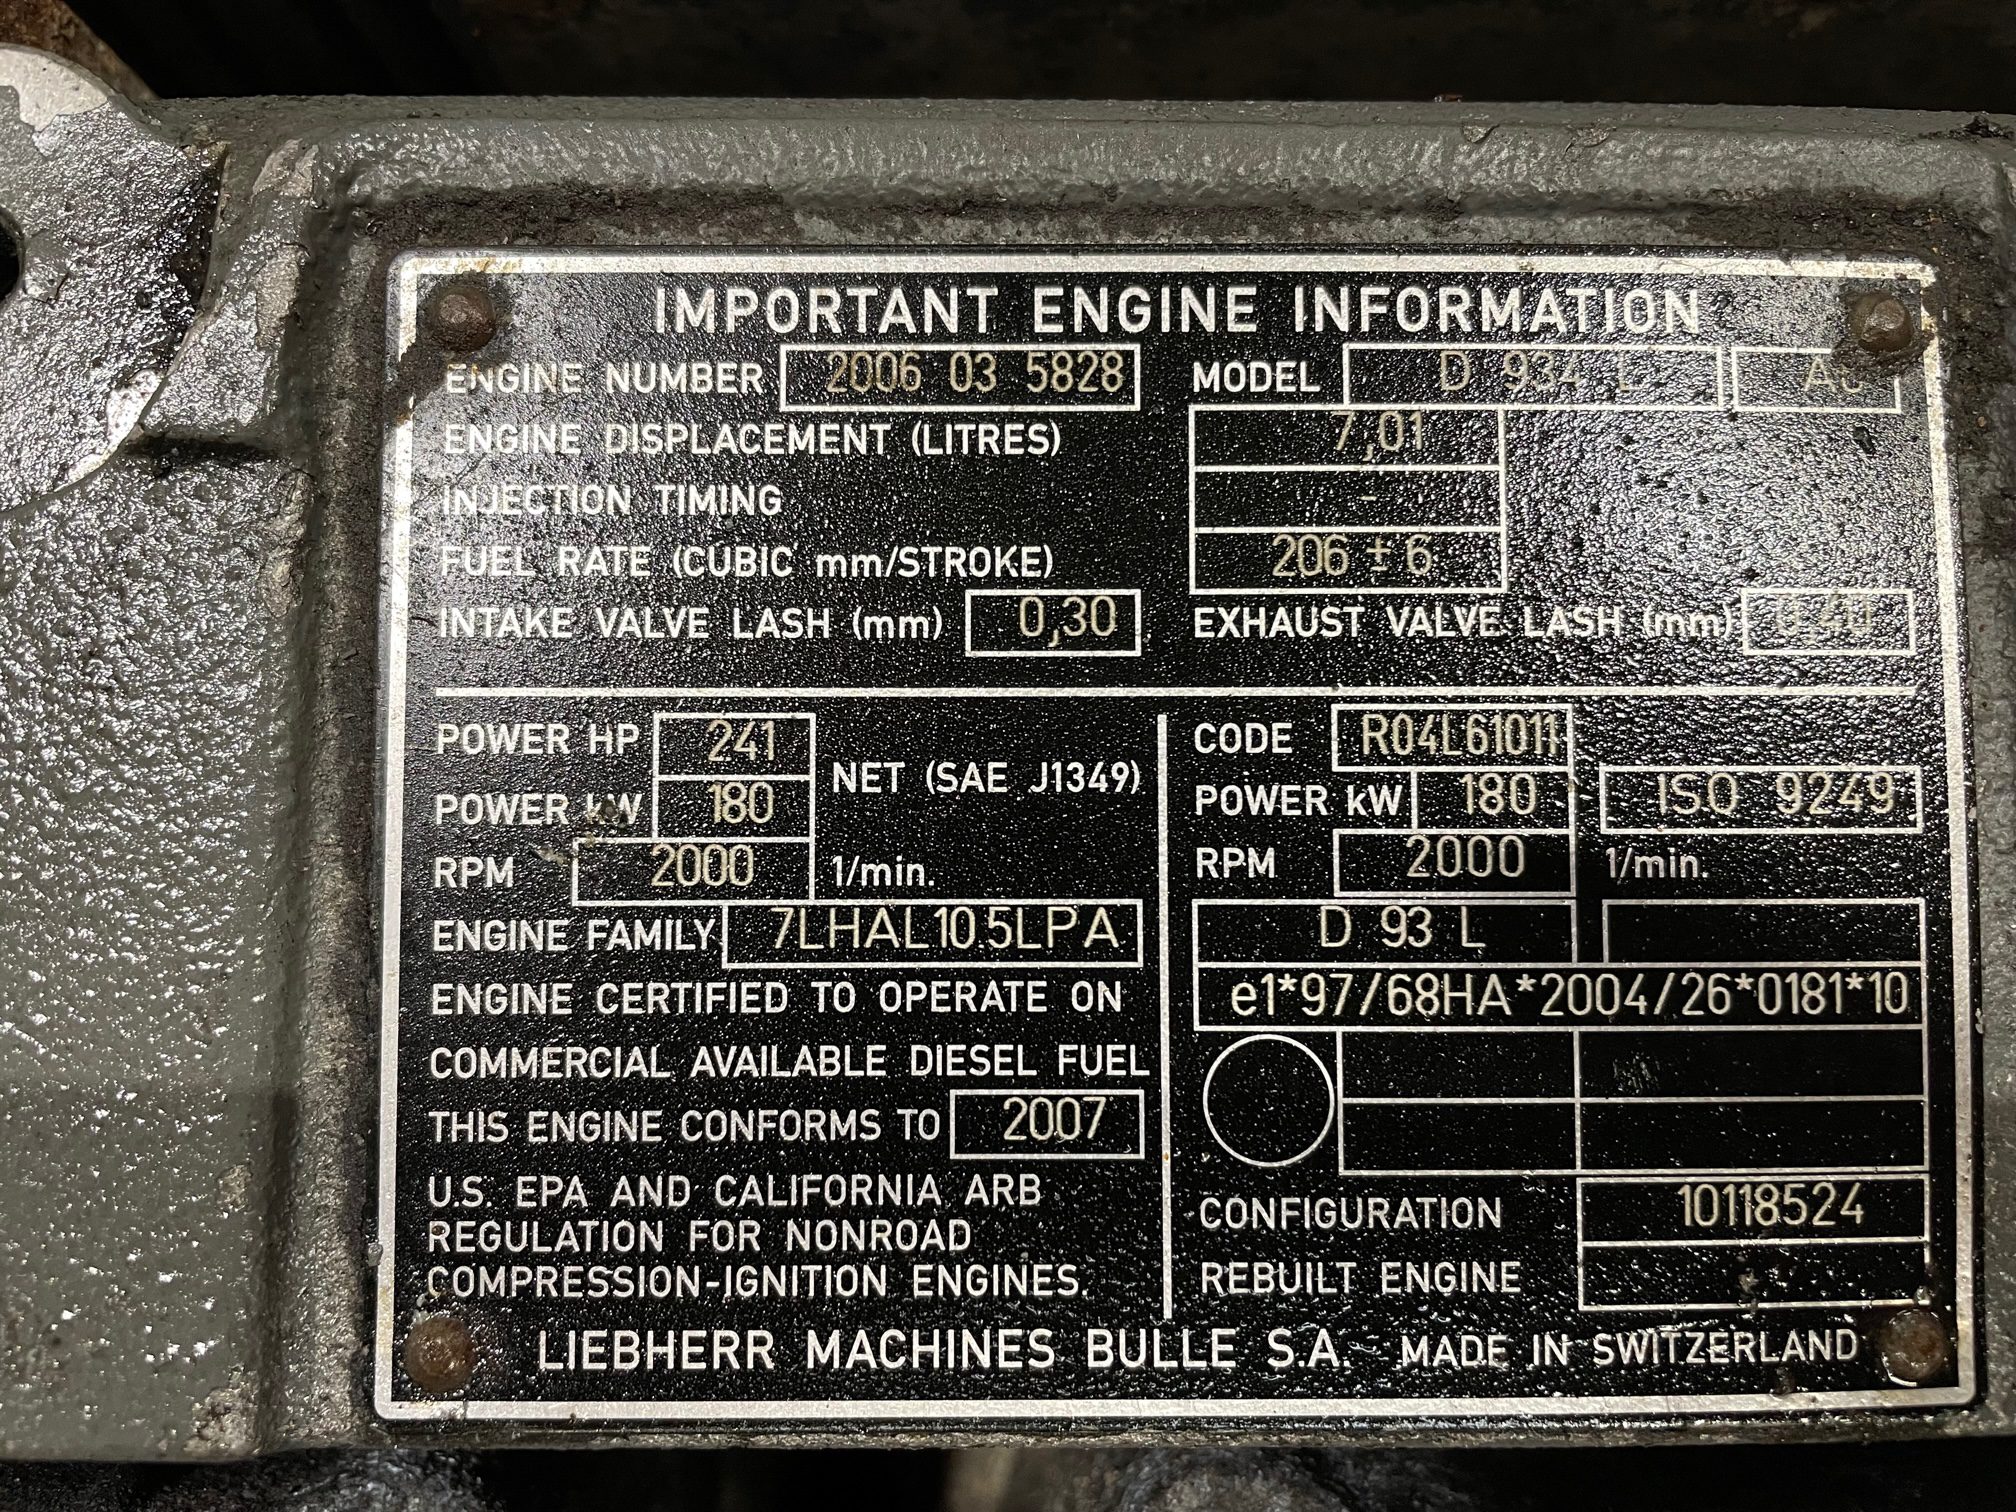 IMPORTANT ENGINE INFORMATION
ENGINE NUMBER 2006 03 5828 MODEL D 934 L
ENGINE DISPLACEMENT (LITRES) 7,01
INJECTION TIMING -
FUEL RATE (CUBIC mm/STROKE) 206 ± 6
INTAKE VALVE LASH (mm) 0,30 EXHAUST VALVE LASH (mm) 0,40
POWER HP 241
POWER kW 180
NET (SAE J1349)
RPM 2000 1/min.
ENGINE FAMILY 7LHAL10.5LPA
ENGINE CERTIFIED TO OPERATE ON
COMMERCIAL AVAILABLE DIESEL FUEL
THIS ENGINE CONFORMS TO 2007
U.S. EPA AND CALIFORNIA ARB
REGULATION FOR NONROAD
COMPRESSION-IGNITION ENGINES.
CODE R04L61011
POWER kW 180 ISO 9249
RPM 2000 1/min.
D 93 L
e1*97/68HA*2004/26*0181*10
CONFIGURATION 10118524
REBUILT ENGINE
LIEBHERR MACHINES BULLE S.A. MADE IN SWITZERLAND